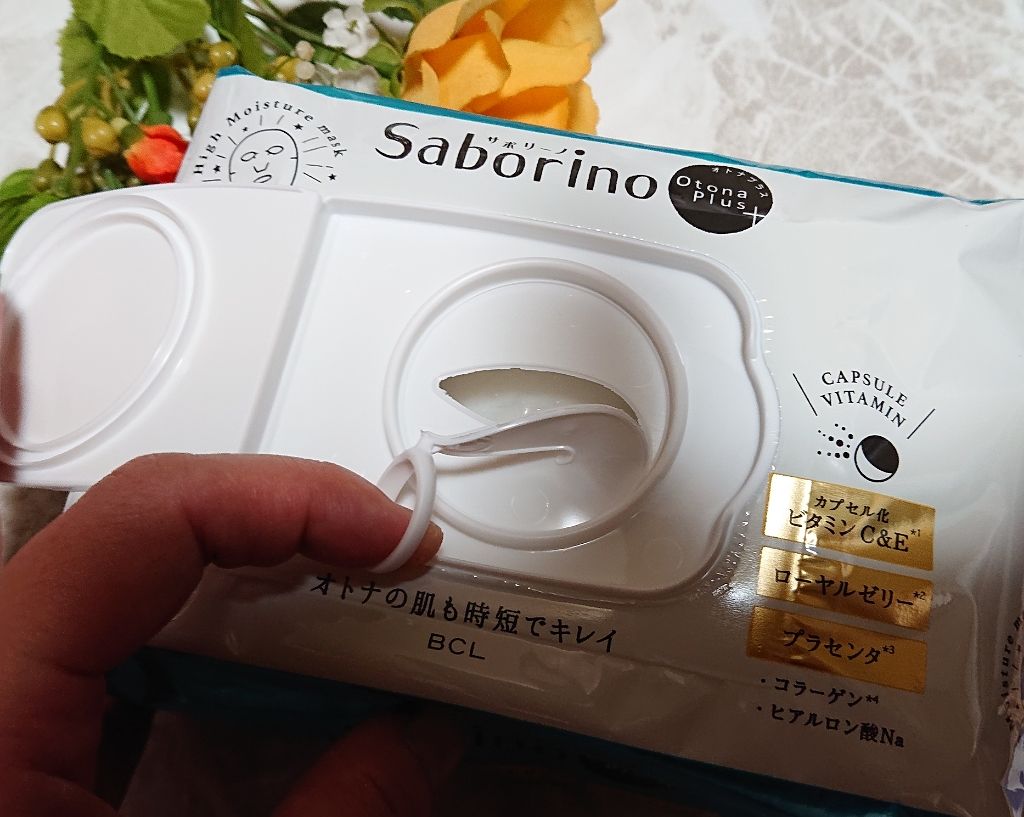 High Moisture mask
サボリーノ
Saborino
オトナプラス
Otona
Plus+
CAPSULE
VITAMIN
カプセル化
ビタミンC&E*1
ローヤルゼリー*2
プラセンタ*3
・コラーゲン*4
・ヒアルロン酸Na
オトナの肌も時短でキレイ
BCL